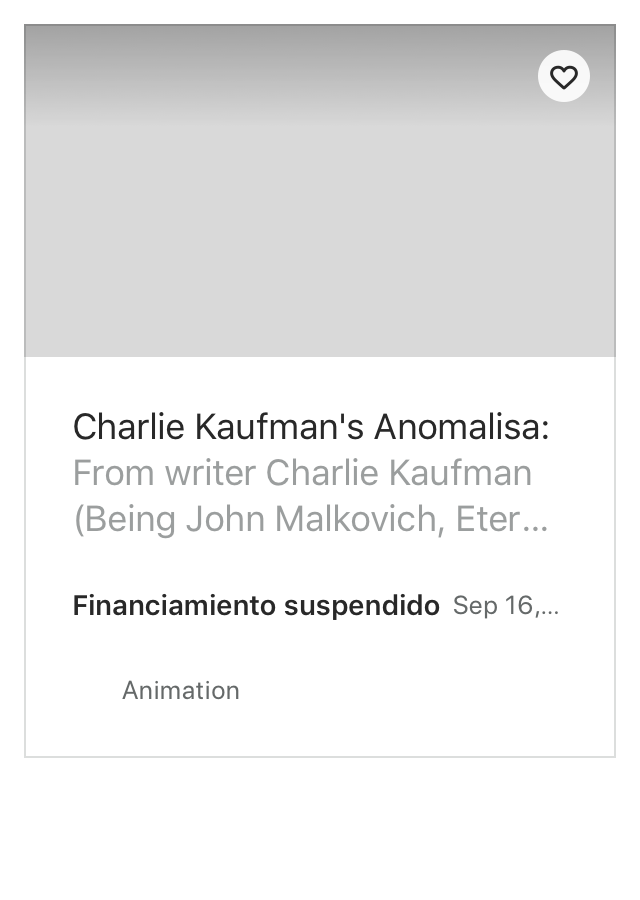 Charlie Kaufman's Anomalisa:
From writer Charlie Kaufman
(Being John Malkovich, Eter...
Financiamiento suspendido Sep 16,...
Animation